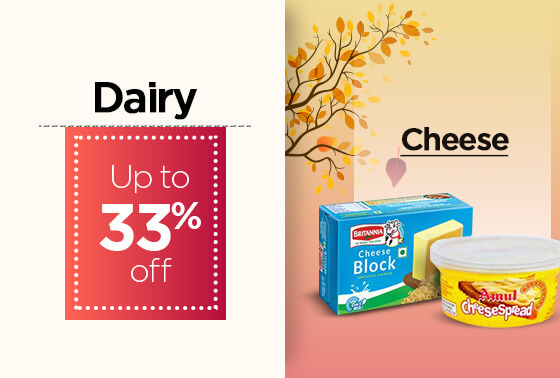 Dairy
Up to
33%
off
Cheese
BRITANNIA
Cheese
Block
Amul
CheeseSpread